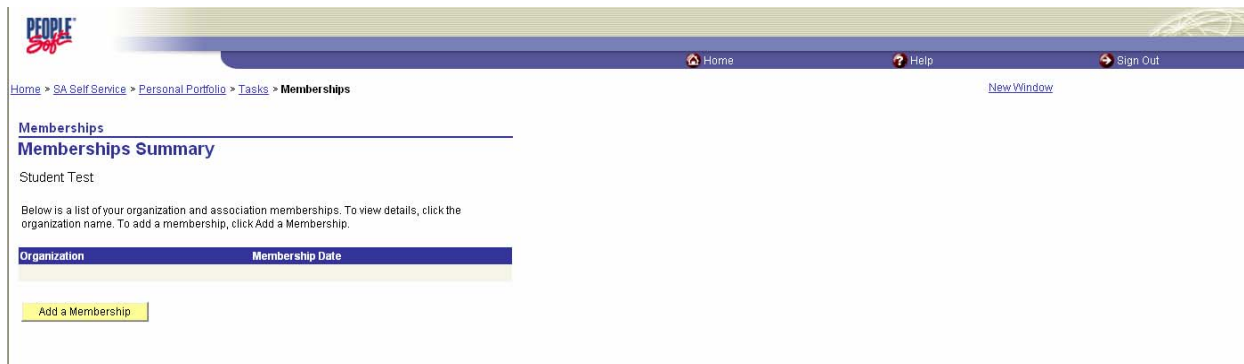 PEOPLE
Soft
Home Help Sign Out
Home > SA Self Service > Personal Portfolio > Tasks > Memberships New Window
Memberships
Memberships Summary
Student Test
Below is a list of your organization and association memberships. To view details, click the
organization name. To add a membership, click Add a Membership.
Organization Membership Date
Add a Membership